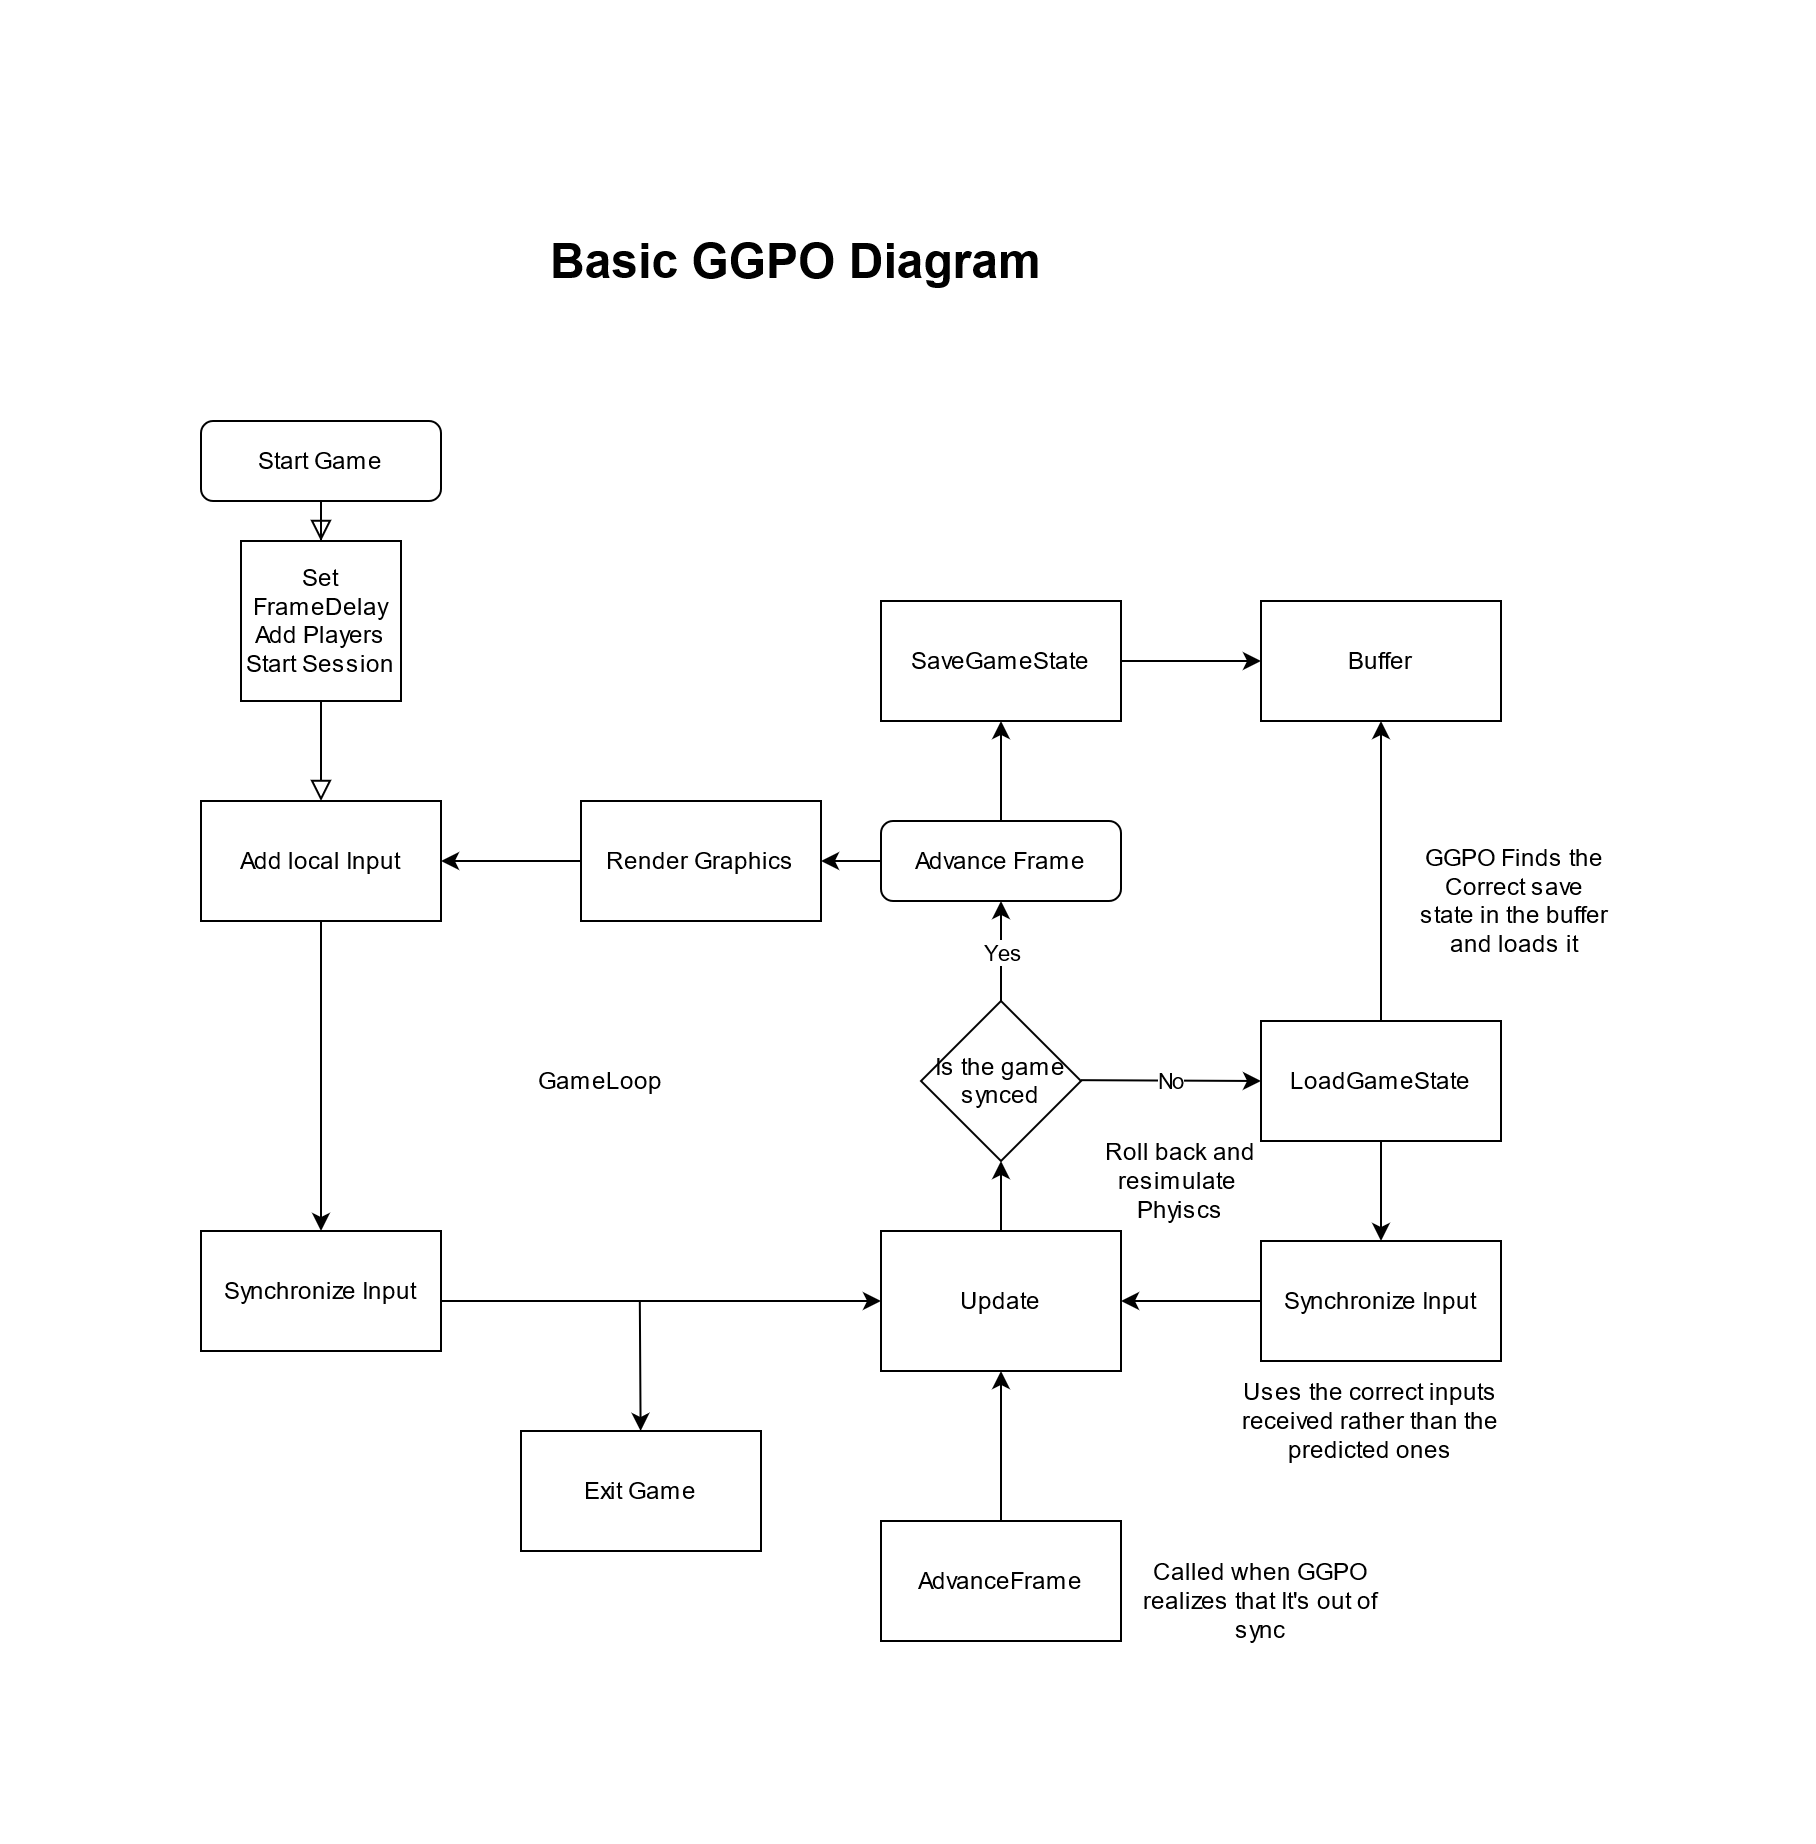 Basic GGPO Diagram
Start Game
Set
FrameDelay
Add Players
Start Session
SaveGameState
Buffer
Add local Input
Render Graphics
Advance Frame
GGPO Finds the
Correct save
state in the buffer
and loads it
Yes
GameLoop
Is the game
synced
No
LoadGameState
Roll back and
resimulate
Phyiscs
Synchronize Input
Update
Synchronize Input
Uses the correct inputs
received rather than the
predicted ones
Exit Game
AdvanceFrame
Called when GGPO
realizes that It's out of
sync